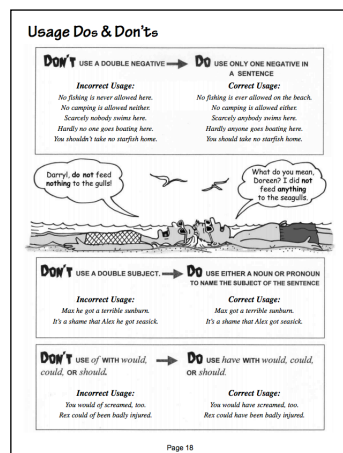 Usage Dos & Don'ts
DON'T USE A DOUBLE NEGATIVE
DO USE ONLY ONE NEGATIVE IN
A SENTENCE
Incorrect Usage:
No fishing is never allowed here.
No camping is allowed neither.
Scarcely nobody swims here.
Hardly no one goes boating here.
You shouldn't take no starfish home.
Correct Usage:
No fishing is ever allowed on the beach.
No camping is allowed either.
Scarcely anybody swims here.
Hardly anyone goes boating here.
You should take no starfish home.
Darryl, do not feed
nothing to the gulls!
What do you mean,
Doreen? I did not
feed anything
to the seagulls.
DON'T USE A DOUBLE SUBJECT.
DO USE EITHER A NOUN OR PRONOUN
TO NAME THE SUBJECT OF THE SENTENCE
Incorrect Usage:
Max he got a terrible sunburn.
It's a shame that Alex he got seasick.
Correct Usage:
Max got a terrible sunburn.
It's a shame that Alex got seasick.
DON'T USE of WITH would,
could, OR should.
DO USE have WITH would, could,
OR should.
Incorrect Usage:
You would of screamed, too.
Rex could of been badly injured.
Correct Usage:
You would have screamed, too.
Rex could have been badly injured.
Page 18